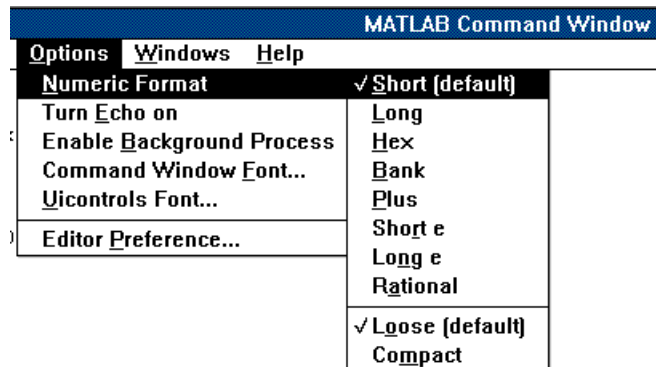 MATLAB Command Window
Options Windows Help
Numeric Format
Turn Echo on
Enable Background Process
Command Window Font...
Uicontrols Font...
Editor Preference...
√ Short (default)
Long
Hex
Bank
Plus
Short e
Long e
Rational
√ Loose (default)
Compact